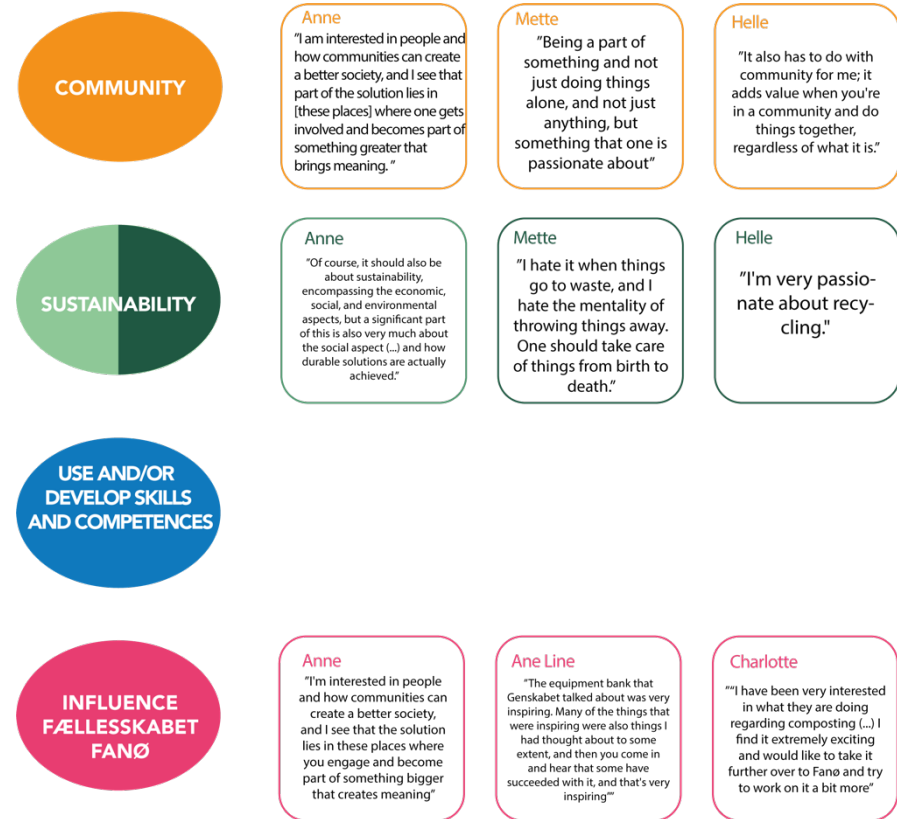 COMMUNITY
Anne
"I am interested in people and
how communities can create
a better society, and I see that
part of the solution lies in
[these places] where one gets
involved and becomes part of
something greater that
brings meaning. "
Mette
"Being a part of
something and not
just doing things
alone, and not just
anything, but
something that one is
passionate about"
Helle
"It also has to do with
community for me; it
adds value when you're
in a community and do
things together,
regardless of what it is."
SUSTAINABILITY
Anne
"Of course, it should also be
about sustainability,
encompassing the economic,
social, and environmental
aspects, but a significant part
of this is also very much about
the social aspect (...) and how
durable solutions are actually
achieved."
Mette
"I hate it when things
go to waste, and I
hate the mentality of
throwing things away.
One should take care
of things from birth to
death."
Helle
"I'm very passio-
nate about recy-
cling."
USE AND/OR
DEVELOP SKILLS
AND COMPETENCES
INFLUENCE
FÆLLESSKABET
FANØ
Anne
"I'm interested in people
and how communities can
create a better society,
and I see that the solution
lies in these places where
you engage and become
part of something bigger
that creates meaning"
Ane Line
"The equipment bank that
Genskabet talked about was very
inspiring. Many of the things that
were inspiring were also things I
had thought about to some
extent, and then you come in
and hear that some have
succeeded with it, and that's very
inspiring""
Charlotte
""I have been very interested
in what they are doing
regarding composting (...) I
find it extremely exciting
and would like to take it
further over to Fanø and try
to work on it a bit more"